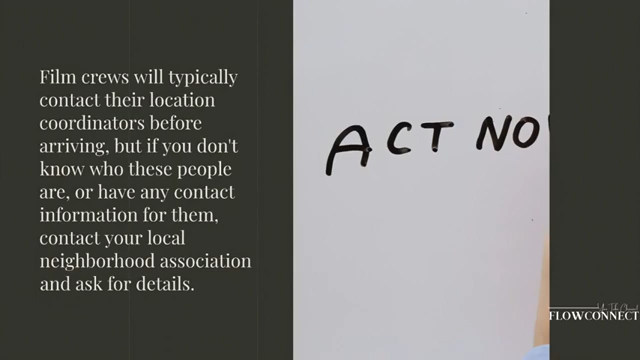 Film crews will typically
contact their location
coordinators before
arriving, but if you don't
know who these people
are, or have any contact
information for them,
contact your local
neighborhood association
and ask for details.
ACT NO
FLOWCONNECT